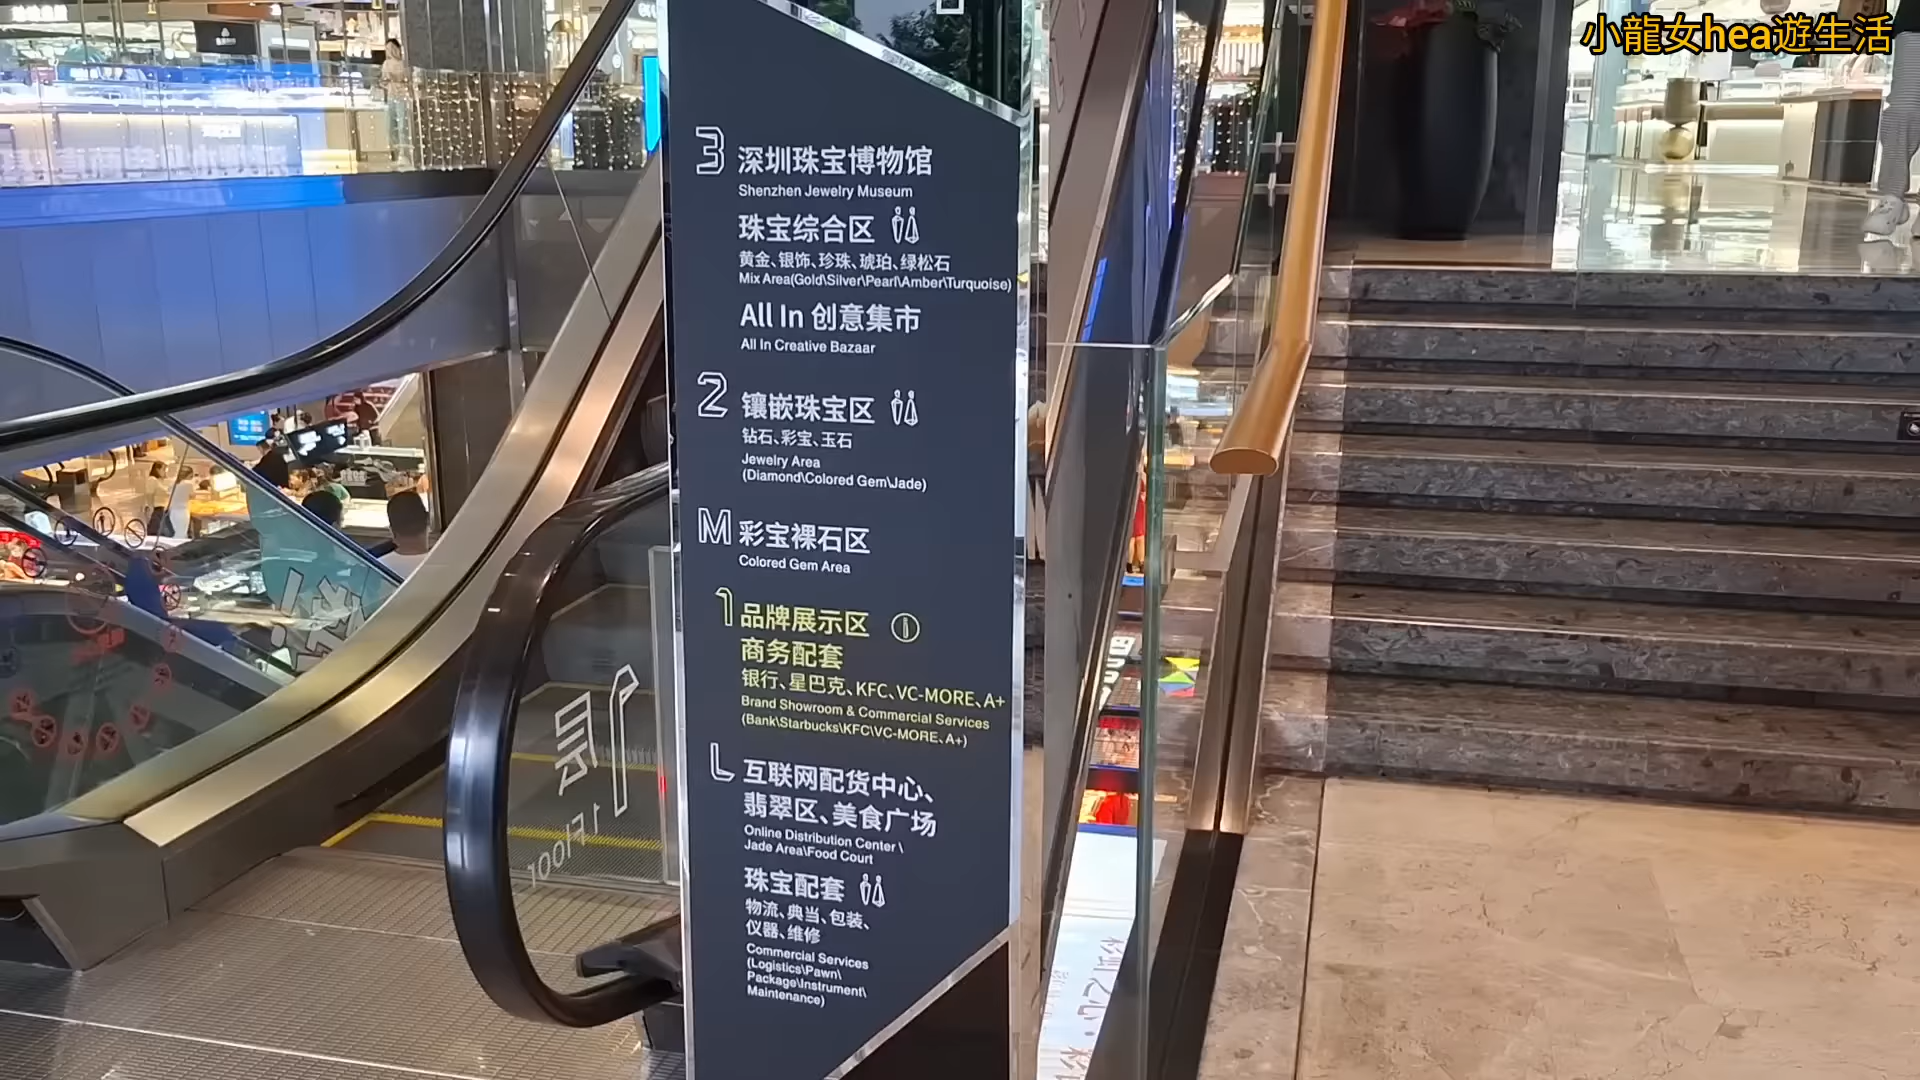 小龍女hea遊生活
3 深圳珠宝博物馆
Shenzhen Jewelry Museum
珠宝综合区
黄金、银饰、珍珠、琥珀、绿松石
Mix Area(Gold\Silver\Pearl\Amber\Turquoise)
All In 创意集市
All In Creative Bazaar
2 镶嵌珠宝区
钻石、彩宝、玉石
Jewelry Area
(Diamond\Colored Gem\Jade)
M 彩宝裸石区
Colored Gem Area
1 品牌展示区
商务配套
银行、星巴克、KFC、VC-MORE、A+
Brand Showroom & Commercial Services
(Bank\Starbucks\KFC\VC-MORE、A+)
L 互联网配货中心、
翡翠区、美食广场
Online Distribution Center \
Jade Area\Food Court
珠宝配套
物流、典当、包装、
仪器、维修
Commercial Services
(Logistics\Pawn\
Package\Instrument\
Maintenance)